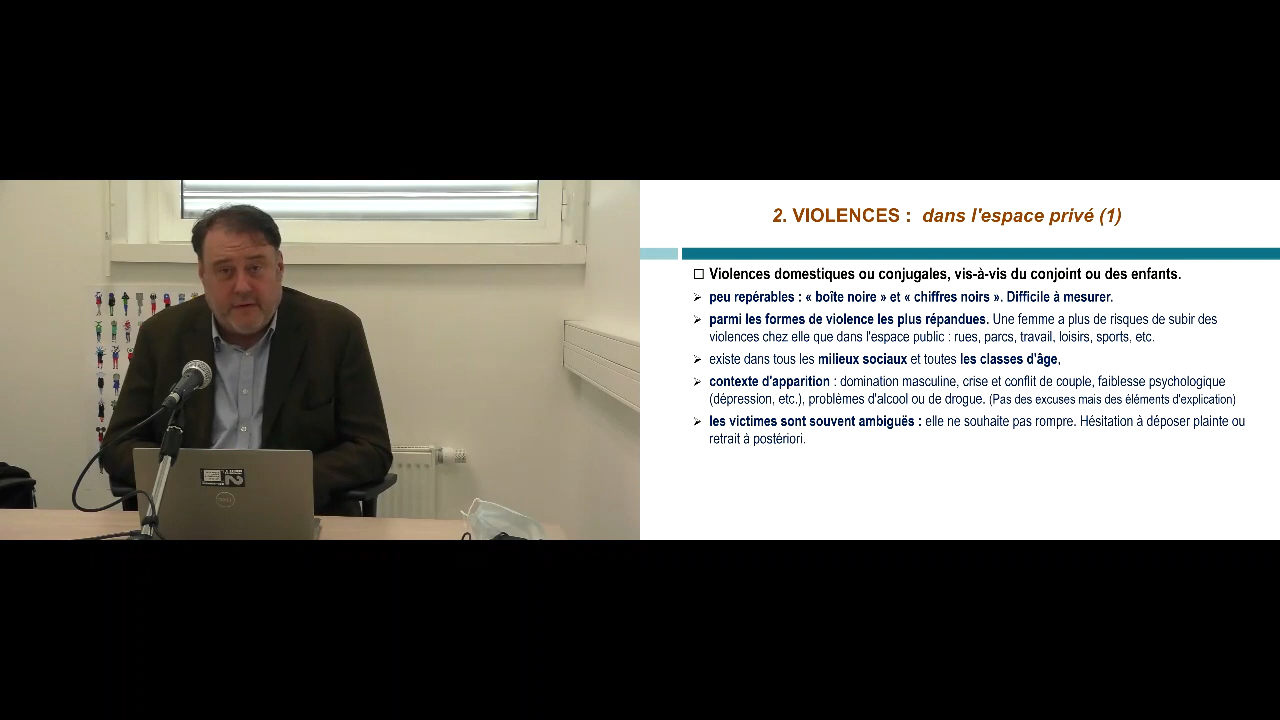 2. VIOLENCES : dans l'espace privé (1)
Violences domestiques ou conjugales, vis-à-vis du conjoint ou des enfants.
peu repérables : « boîte noire » et « chiffres noirs ». Difficile à mesurer.
parmi les formes de violence les plus répandues. Une femme a plus de risques de subir des
violences chez elle que dans l'espace public : rues, parcs, travail, loisirs, sports, etc.
existe dans tous les milieux sociaux et toutes les classes d'âge,
contexte d'apparition : domination masculine, crise et conflit de couple, faiblesse psychologique
(dépression, etc.), problèmes d'alcool ou de drogue. (Pas des excuses mais des éléments d'explication)
les victimes sont souvent ambiguës : elle ne souhaite pas rompre. Hésitation à déposer plainte ou
retrait à postériori.